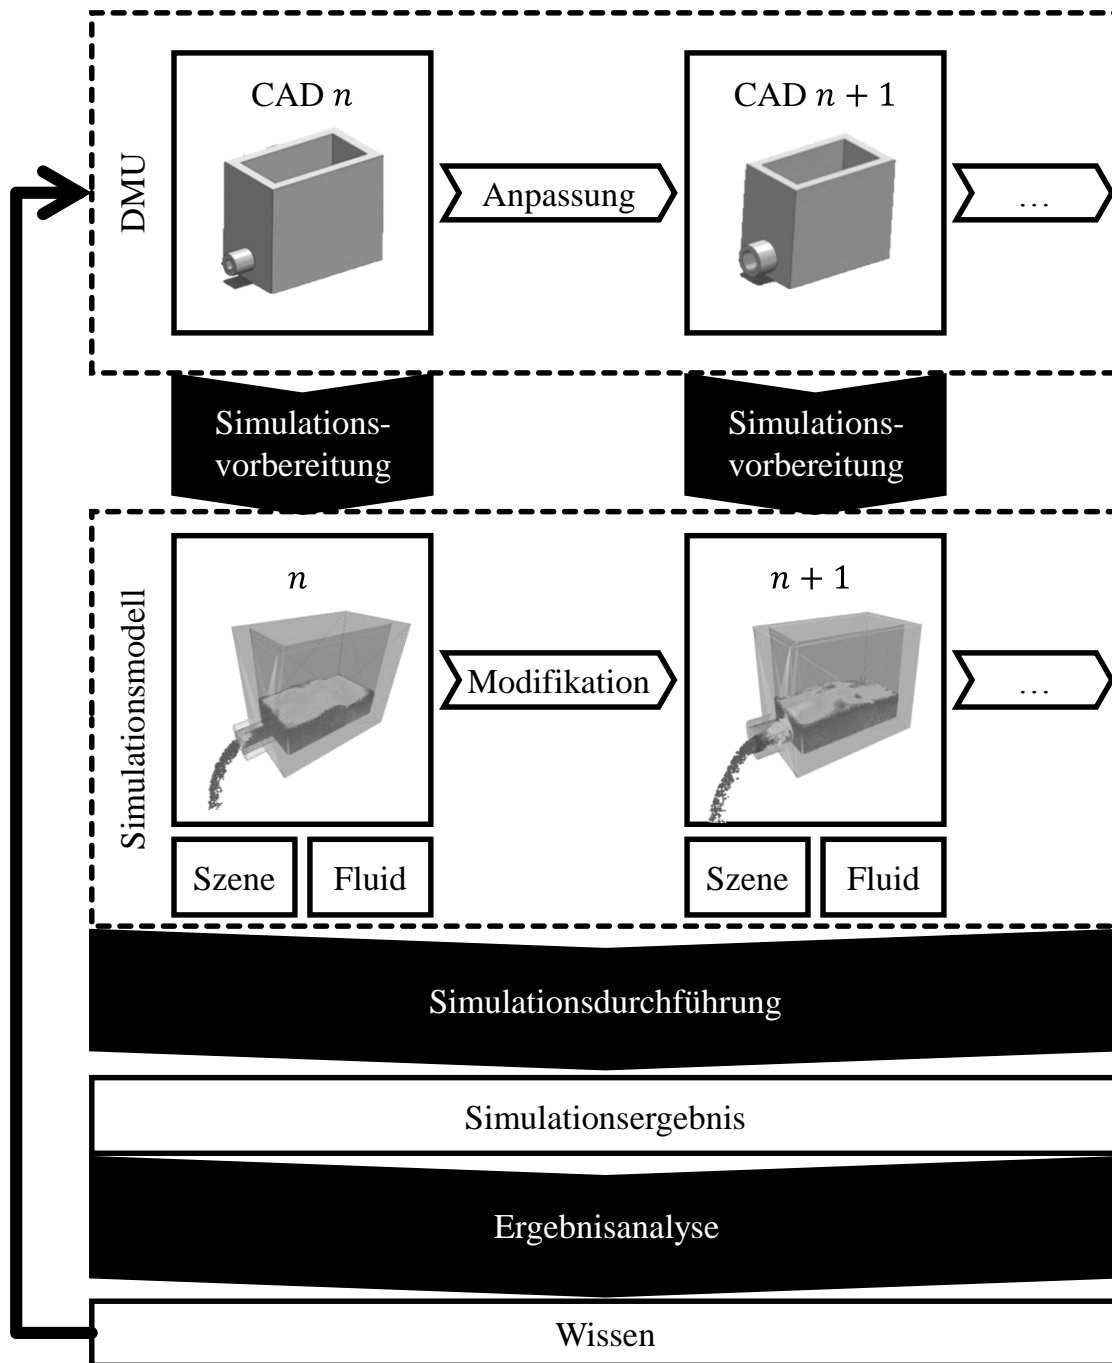 CAD n
CAD n + 1
DMU
Anpassung
…
Simulations-
vorbereitung
Simulations-
vorbereitung
n
n + 1
Simulationsmodell
Modifikation
…
Szene
Fluid
Szene
Fluid
Simulationsdurchführung
Simulationsergebnis
Ergebnisanalyse
Wissen